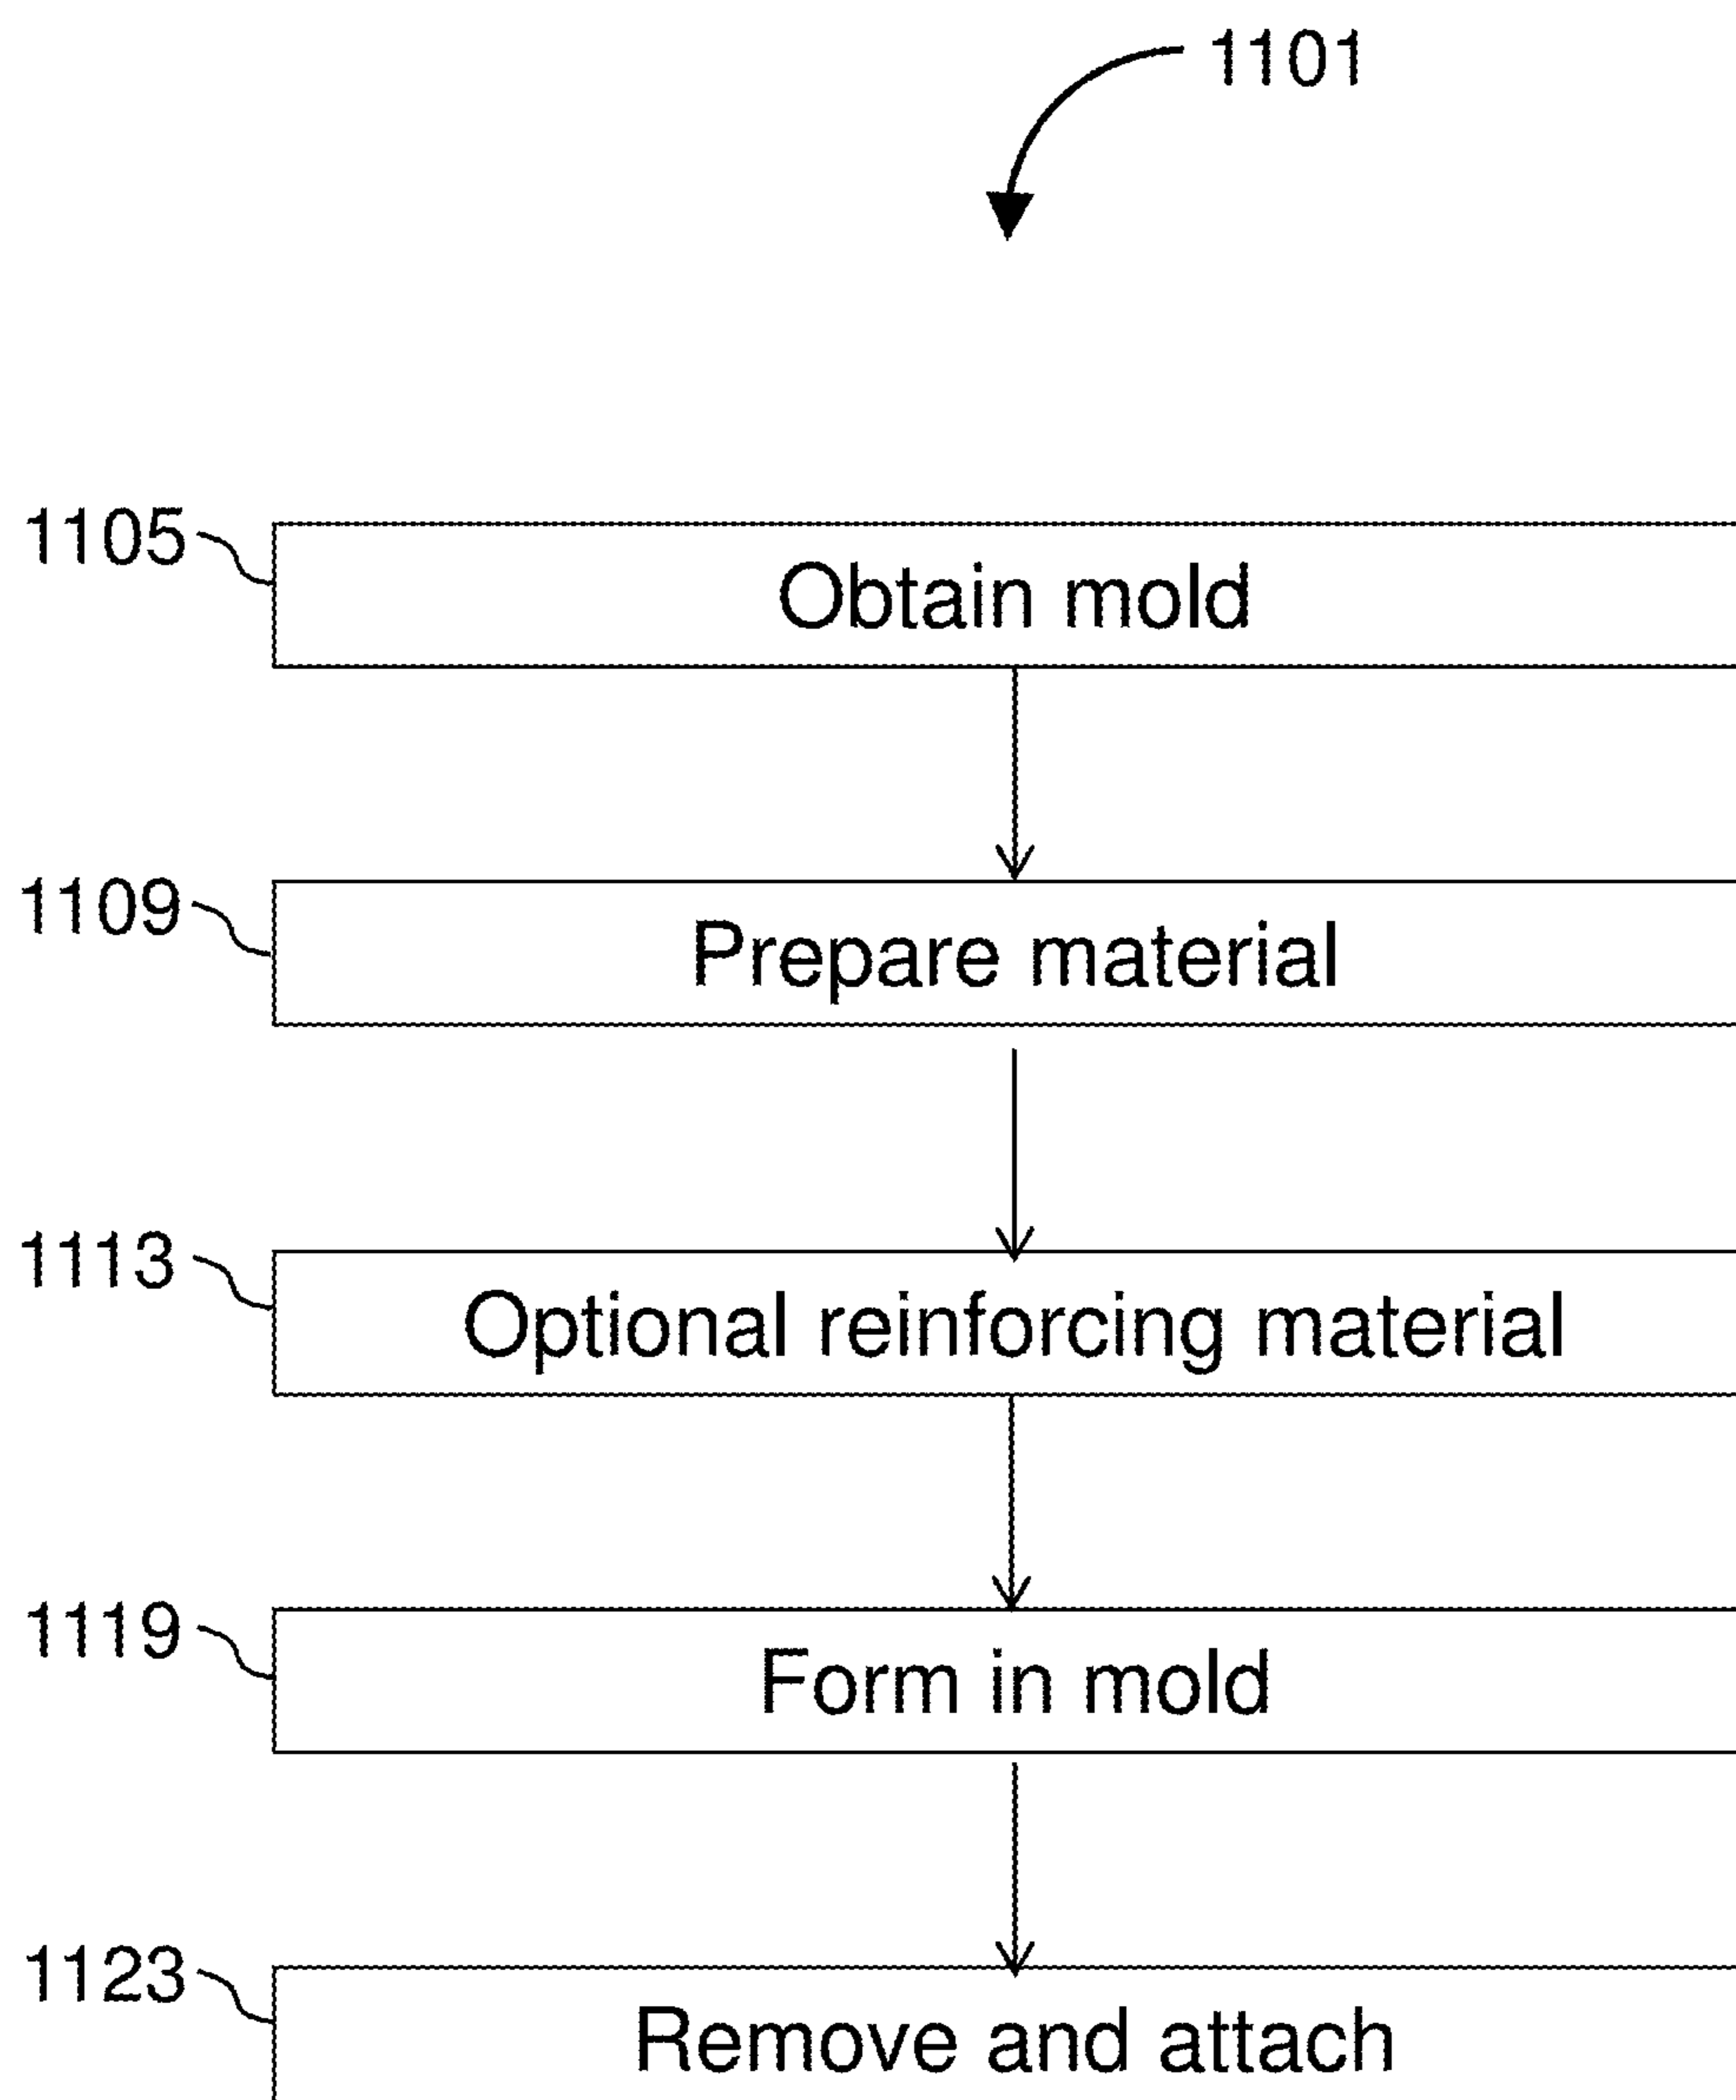 1101
1105
Obtain mold
1109
Prepare material
1113
Optional reinforcing material
1119
Form in mold
1123
Remove and attach